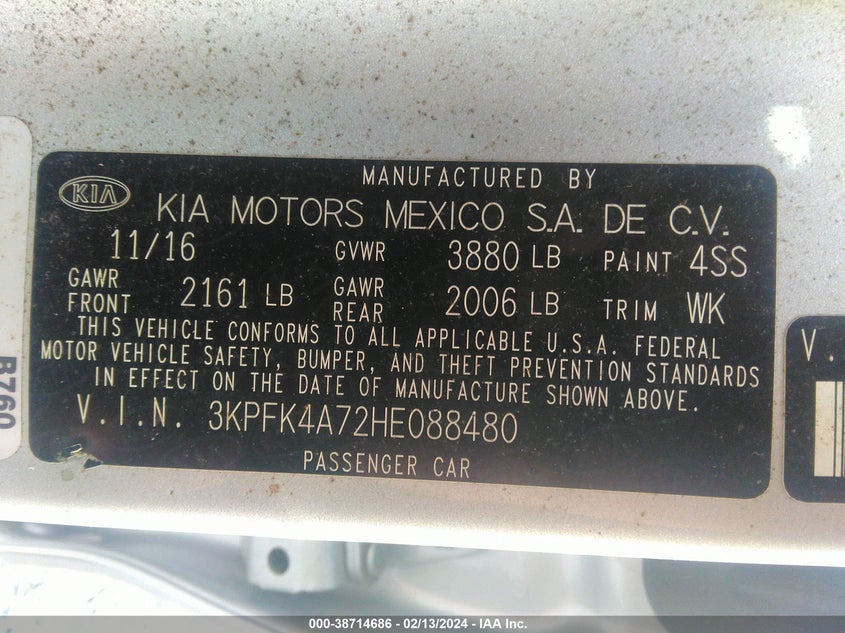 MANUFACTURED BY
KIA
KIA MOTORS MEXICO S.A. DE C.V.
11/16 GVWR 3880 LB PAINT 4SS
GAWR FRONT 2161 LB GAWR REAR 2006 LB TRIM WK
THIS VEHICLE CONFORMS TO ALL APPLICABLE U.S.A. FEDERAL
MOTOR VEHICLE SAFETY, BUMPER, AND THEFT PREVENTION STANDARDS
IN EFFECT ON THE DATE OF MANUFACTURE SHOWN ABOVE.
V.I.N. 3KPFK4A72HE088480
PASSENGER CAR
B760
V.
000-38714686 - 02/13/2024 - IAA Inc.